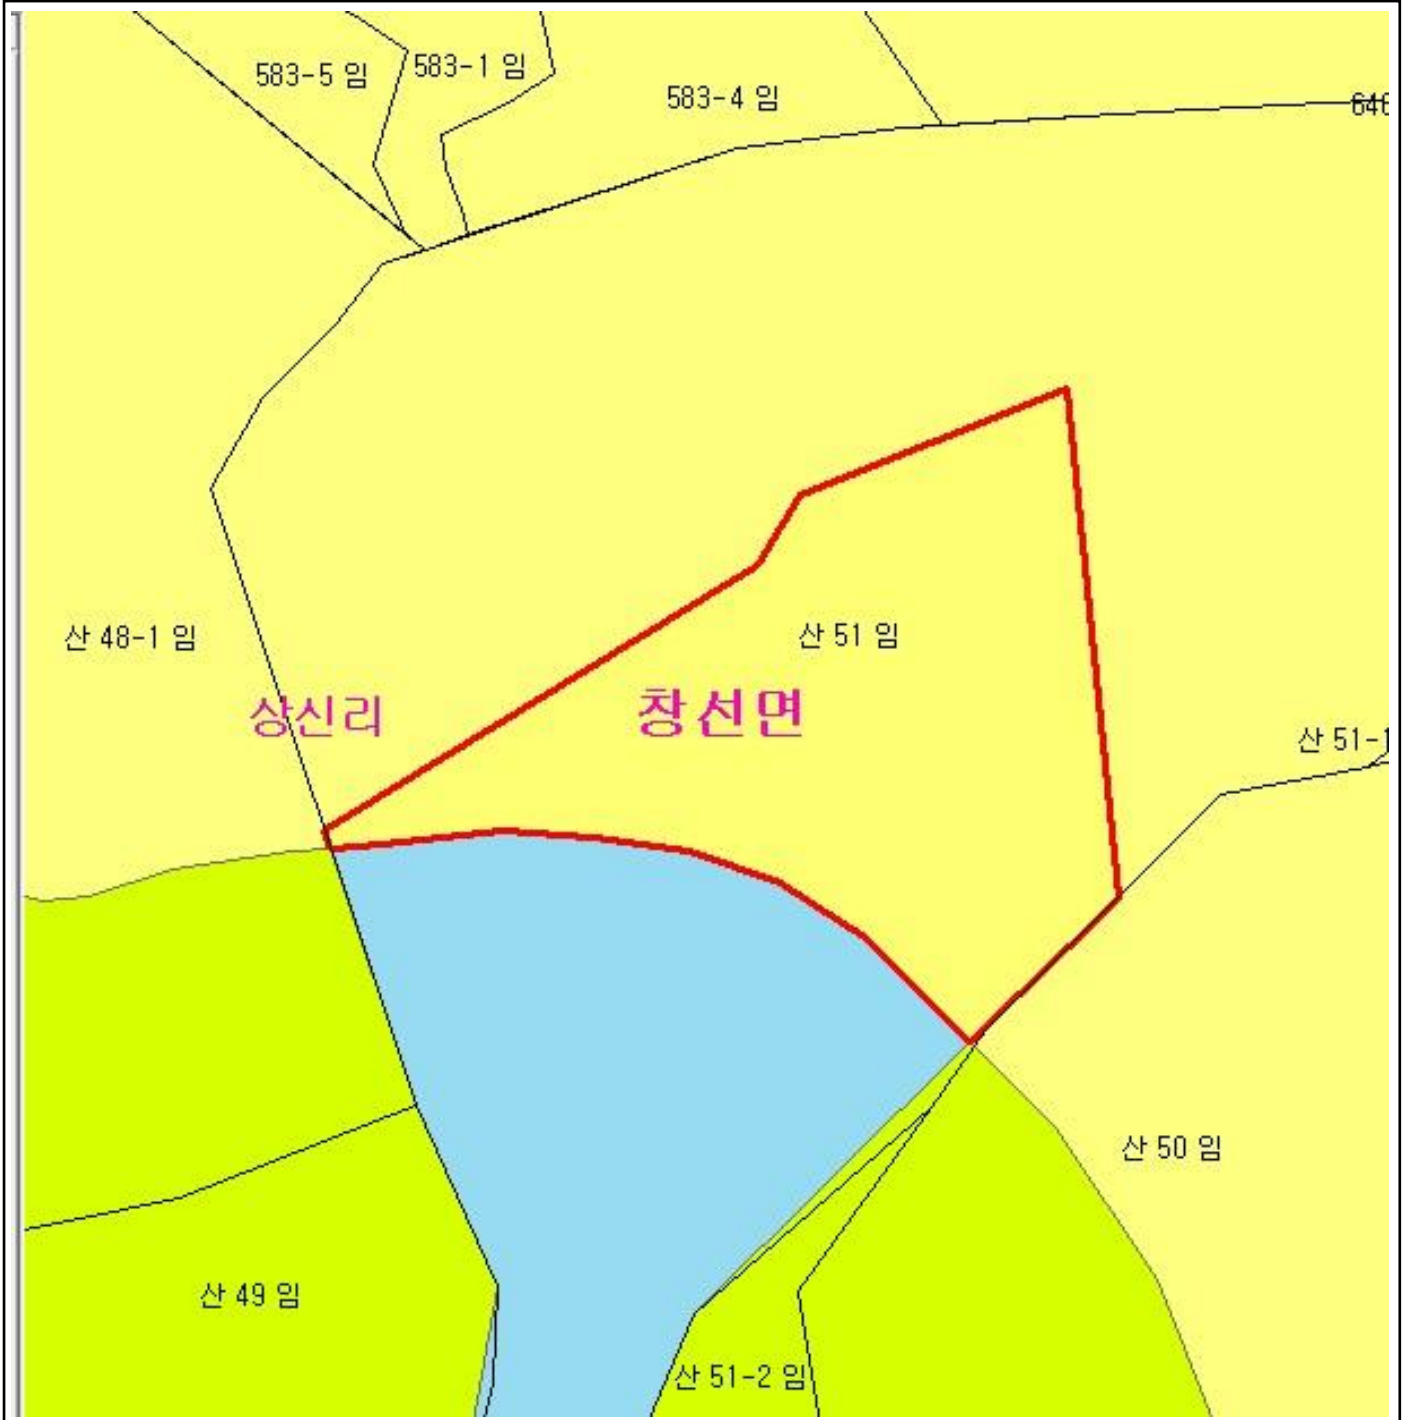 583-5 임
583-1 임
583-4 임
산 48-1 임
산 51 임
상신리
창선면
산 51-1
산 50 임
산 49 임
산 51-2 임